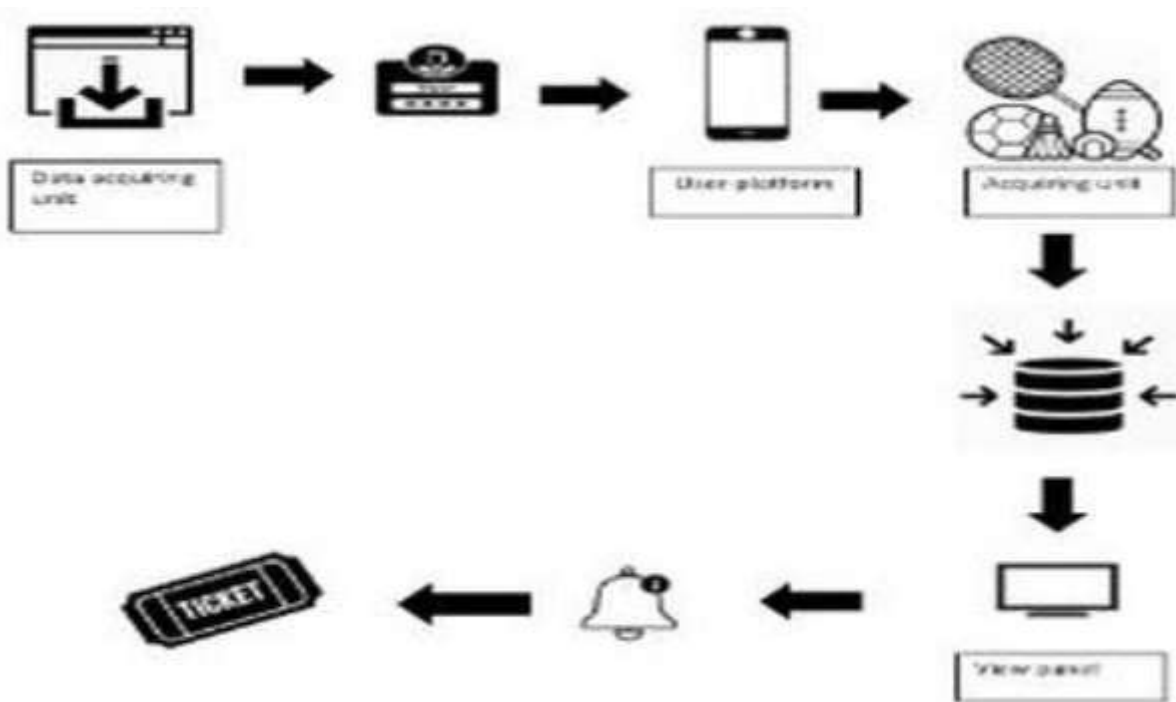 Data acquiring
unit
User platform
Acquiring unit
View panel
TICKET